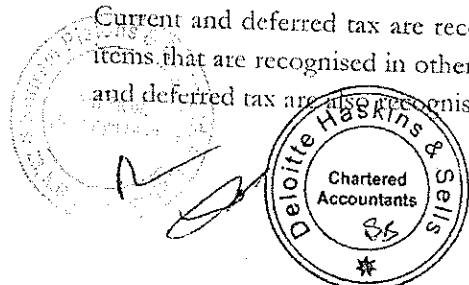 Current and deferred tax are rec
items that are recognised in other
and deferred tax are also recognis
Deloitte Haskins & Sells
Chartered
Accountants